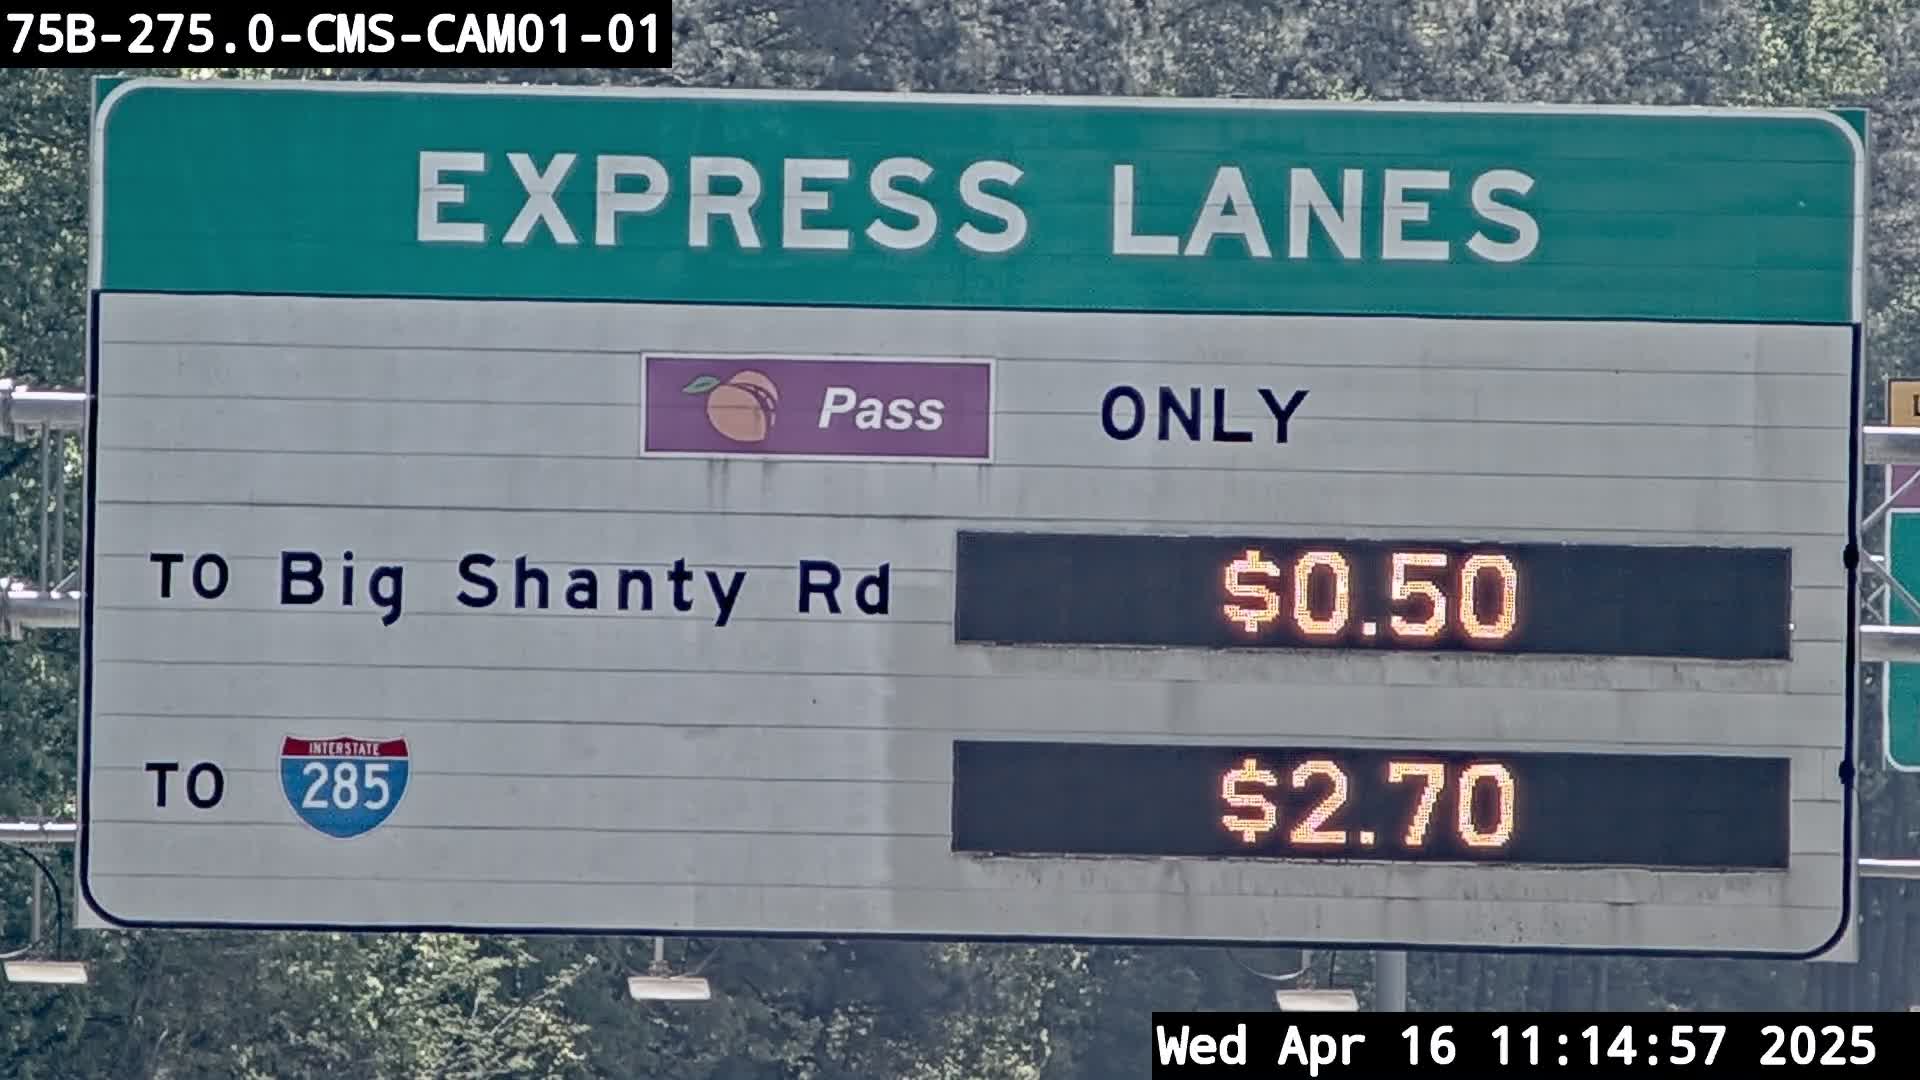 75B-275.0-CMS-CAM01-01
EXPRESS LANES
Pass ONLY
TO Big Shanty Rd $0.50
TO INTERSTATE 285 $2.70
Wed Apr 16 11:14:57 2025